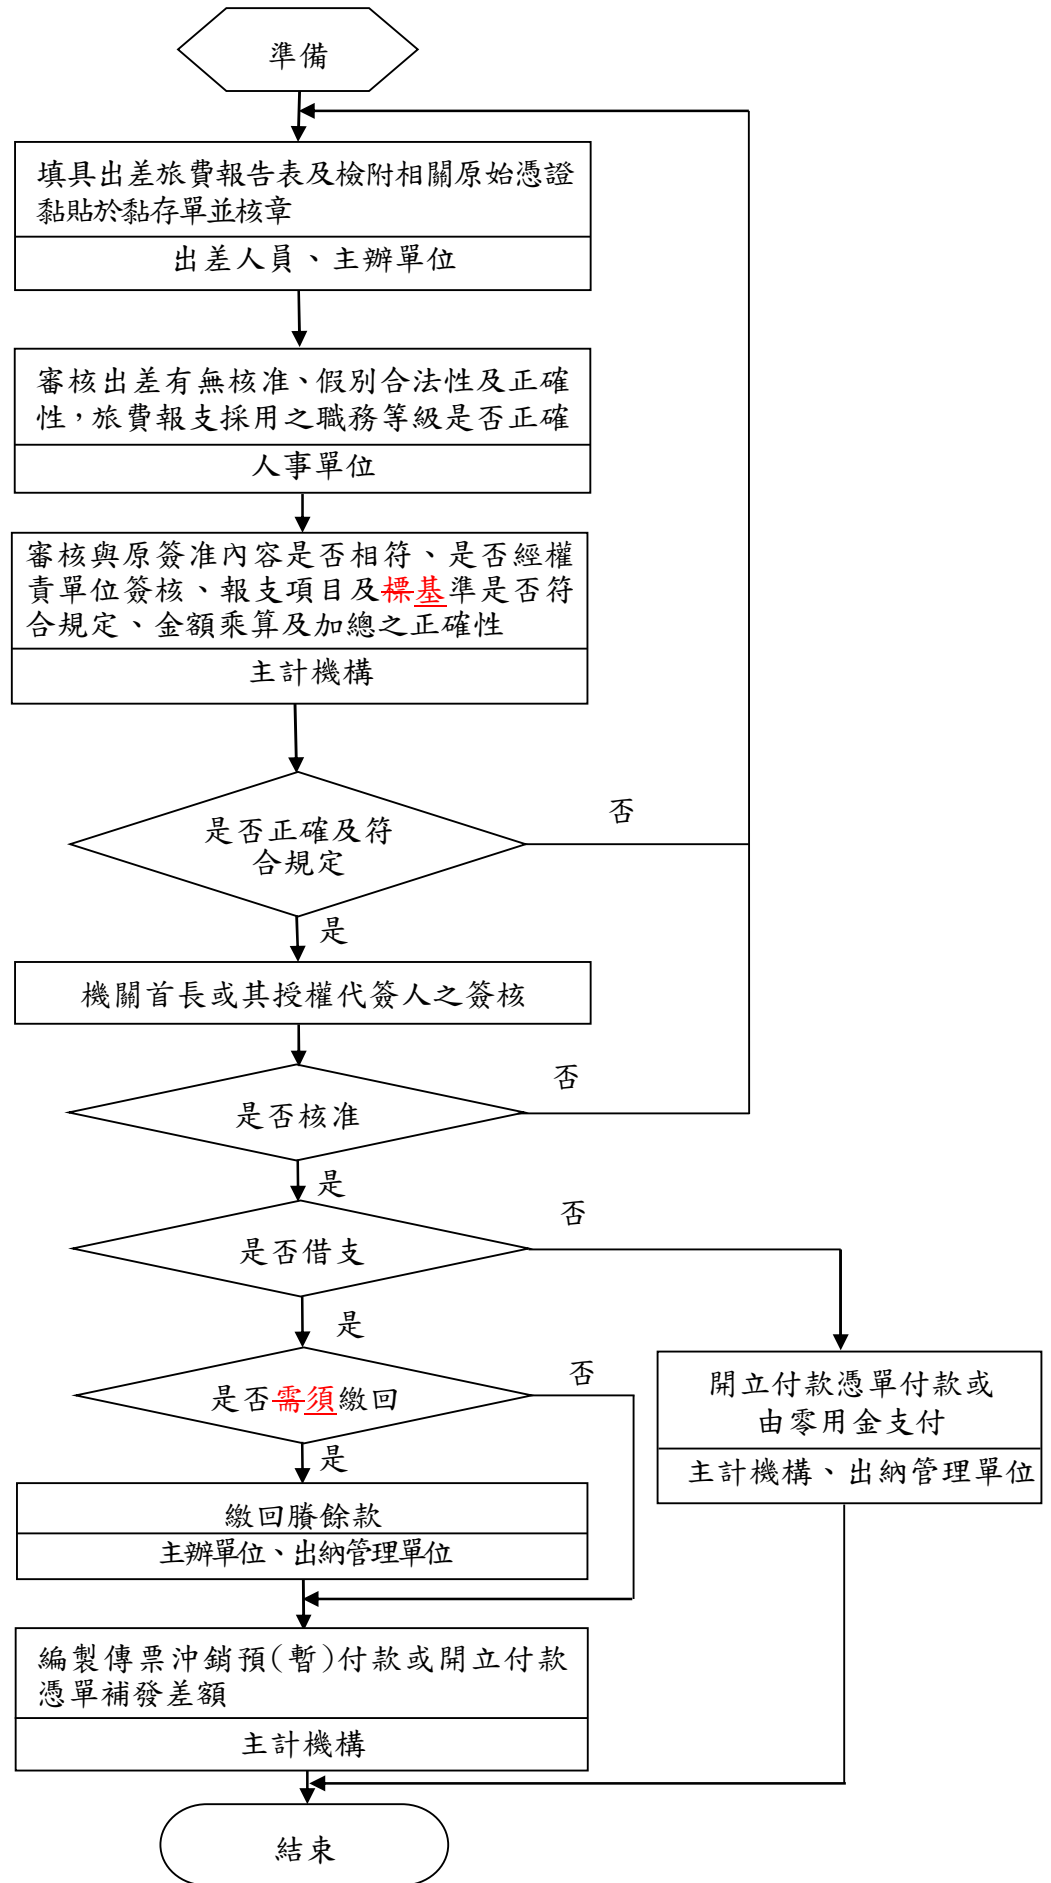 準備
填具出差旅費報告表及檢附相關原始憑證
黏貼於黏存單並核章
出差人員、主辦單位
審核出差有無核准、假別合法性及正確
性，旅費報支採用之職務等級是否正確
人事單位
審核與原簽准內容是否相符、是否經權
責單位簽核、報支項目及標基準是否符
合規定、金額乘算及加總之正確性
主計機構
是否正確及符
合規定
否
是
機關首長或其授權代簽人之簽核
是否核准
否
是
是否借支
否
是
是否需須繳回
否
是
開立付款憑單付款或
由零用金支付
主計機構、出納管理單位
繳回賸餘款
主辦單位、出納管理單位
編製傳票沖銷預(暫)付款或開立付款
憑單補發差額
主計機構
結束